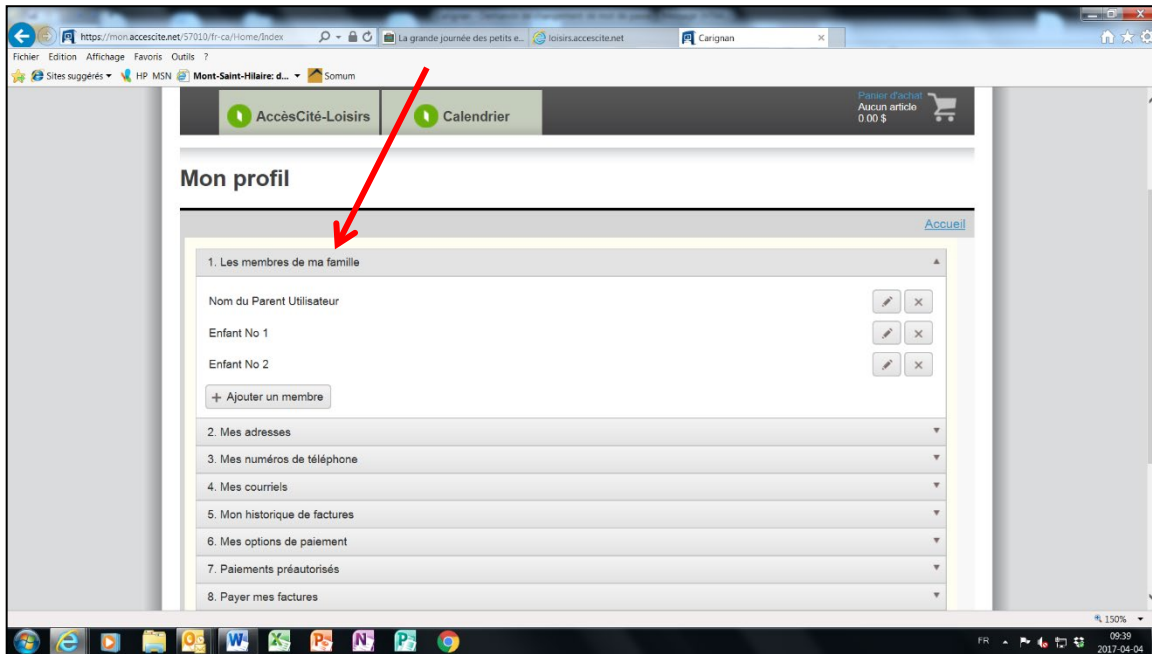 https://mon.accescite.net/57010/fr-ca/Home/Index
La grande journée des petits e...
loisirs.accescite.net
Carignan
Fichier Edition Affichage Favoris Outils ?
Sites suggérés HP MSN Mont-Saint-Hilaire: d... Somum
AccèsCité-Loisirs
Calendrier
Panier d'achat
Aucun article
0.00 $
Mon profil
Accueil
1. Les membres de ma famille
Nom du Parent Utilisateur
Enfant No 1
Enfant No 2
+ Ajouter un membre
2. Mes adresses
3. Mes numéros de téléphone
4. Mes courriels
5. Mon historique de factures
6. Mes options de paiement
7. Paiements préautorisés
8. Payer mes factures
150%
FR
09:39
2017-04-04